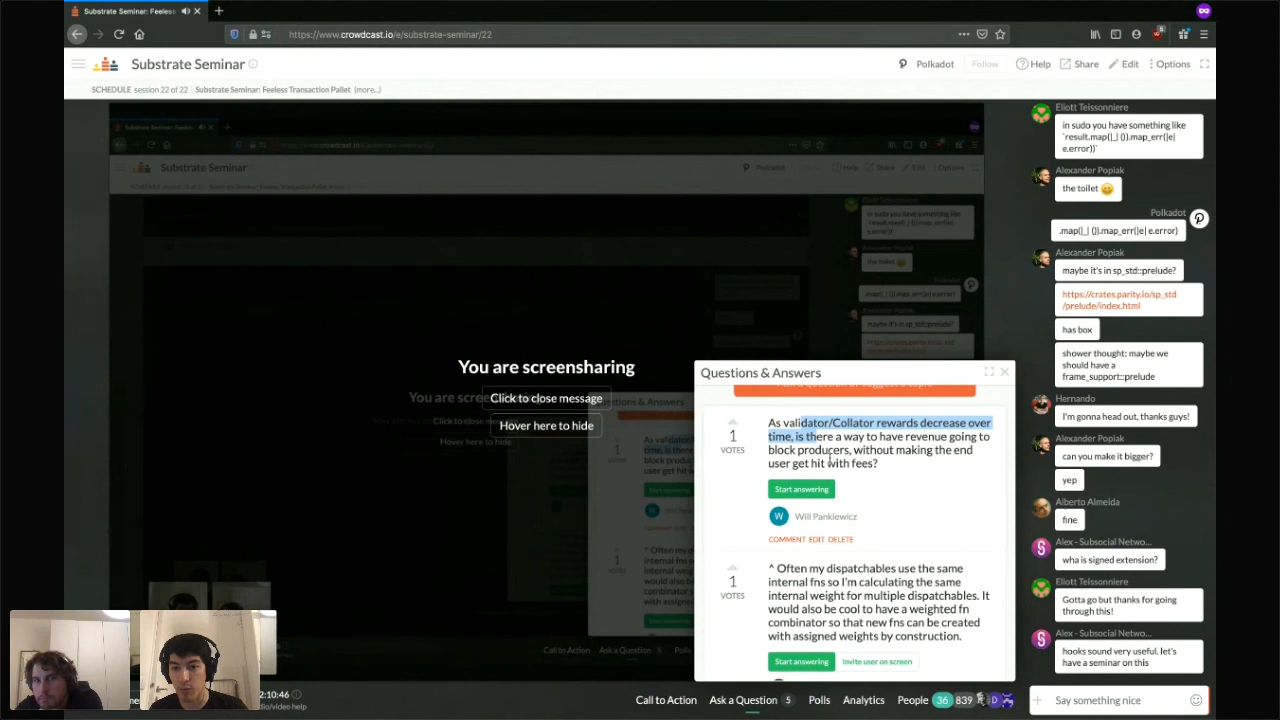 Substrate Seminar: Feeless
https://www.crowdcast.io/e/substrate-seminar/22
Substrate Seminar
Polkadot
Follow
Help
Share
Edit
Options
SCHEDULE session 22 of 22
Substrate Seminar: Feeless Transaction Pallet (more...)
Substrate Seminar
You are screensharing
Click to close message
Hover here to hide
Questions & Answers
1
VOTES
As validator/Collator rewards decrease over
time, is there a way to have revenue going to
block producers, without making the end
user get hit with fees?
Start answering
W
Will Pankiewicz
COMMENT EDIT DELETE
1
VOTES
^ Often my dispatchables use the same
internal fns so I'm calculating the same
internal weight for multiple dispatchables. It
would also be cool to have a weighted fn
combinator so that new fns can be created
with assigned weights by construction.
Start answering
Invite user on screen
Eliott Teissonniere
in sudo you have something like
`result.map(|_| ()).map_err(|e|
e.error)`
Alexander Popiak
the toilet 😄
Polkadot
.map(|_| ()).map_err(|e| e.error)
Alexander Popiak
maybe it's in sp_std::prelude?
https://crates.parity.io/sp_std
/prelude/index.html
has box
shower thought: maybe we
should have a
frame_support::prelude
Hernando
I'm gonna head out, thanks guys!
Alexander Popiak
can you make it bigger?
yep
Alberto Almeida
fine
Alex - Subsocial Netwo...
wha is signed extension?
Eliott Teissonniere
Gotta go but thanks for going
through this!
Alex - Subsocial Netwo...
hooks sound very useful. let's
have a seminar on this
2:10:46
Call to Action
Ask a Question 5
Polls
Analytics
People 36 839
Say something nice